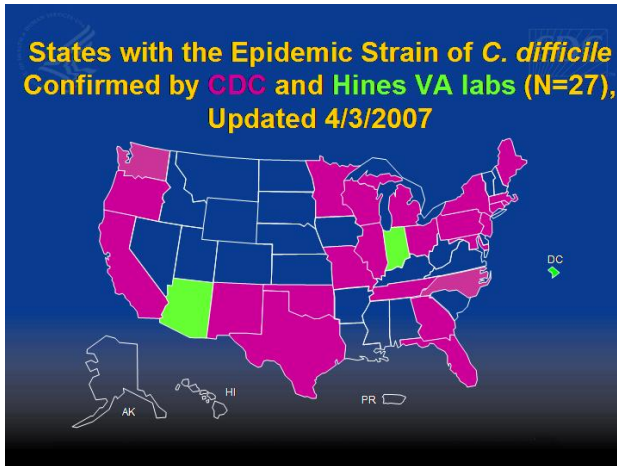 States with the Epidemic Strain of C. difficile
Confirmed by CDC and Hines VA labs (N=27),
Updated 4/3/2007
DC
HI
PR
AK